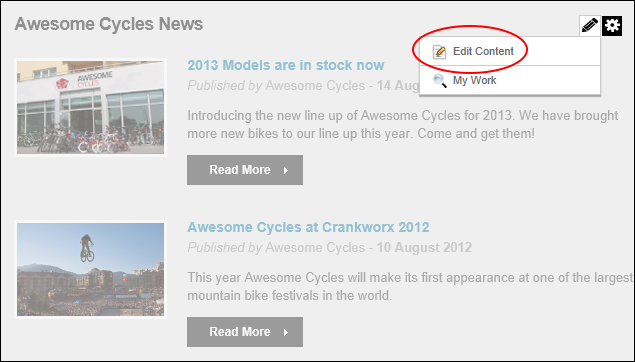 Awesome Cycles News
Edit Content
My Work
AWESOME
CYCLES
2013 Models are in stock now
Published by Awesome Cycles - 14 Aug
Introducing the new line up of Awesome Cycles for 2013. We have brought
more new bikes to our line up this year. Come and get them!
Read More
Awesome Cycles at Crankworx 2012
Published by Awesome Cycles - 10 August 2012
This year Awesome Cycles will make its first appearance at one of the largest
mountain bike festivals in the world.
Read More